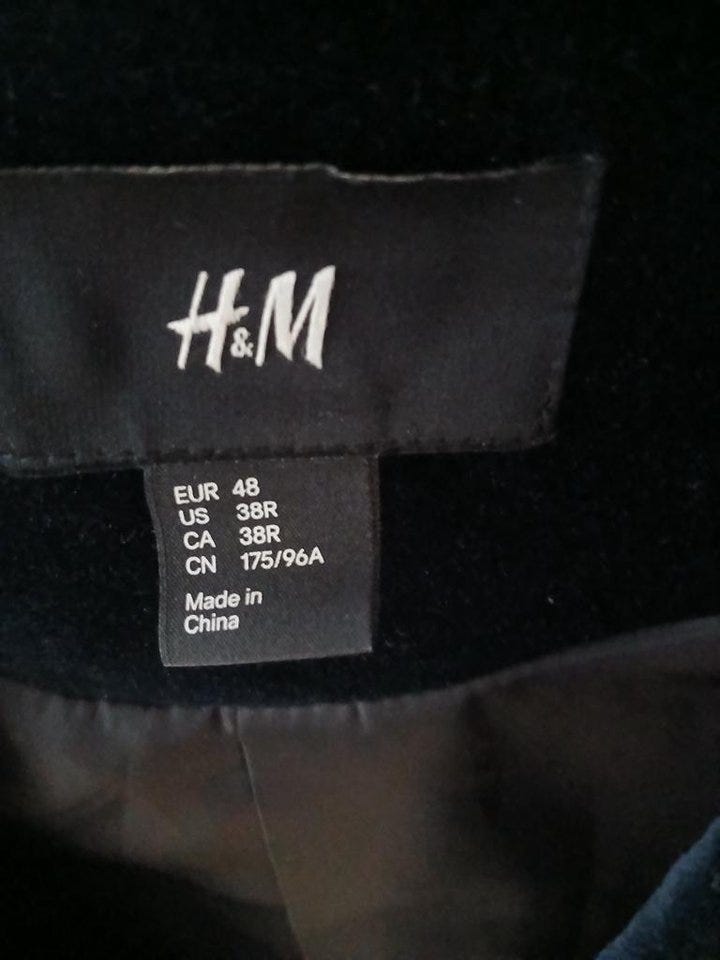 H&M
EUR 48
US 38R
CA 38R
CN 175/96A
Made in
China